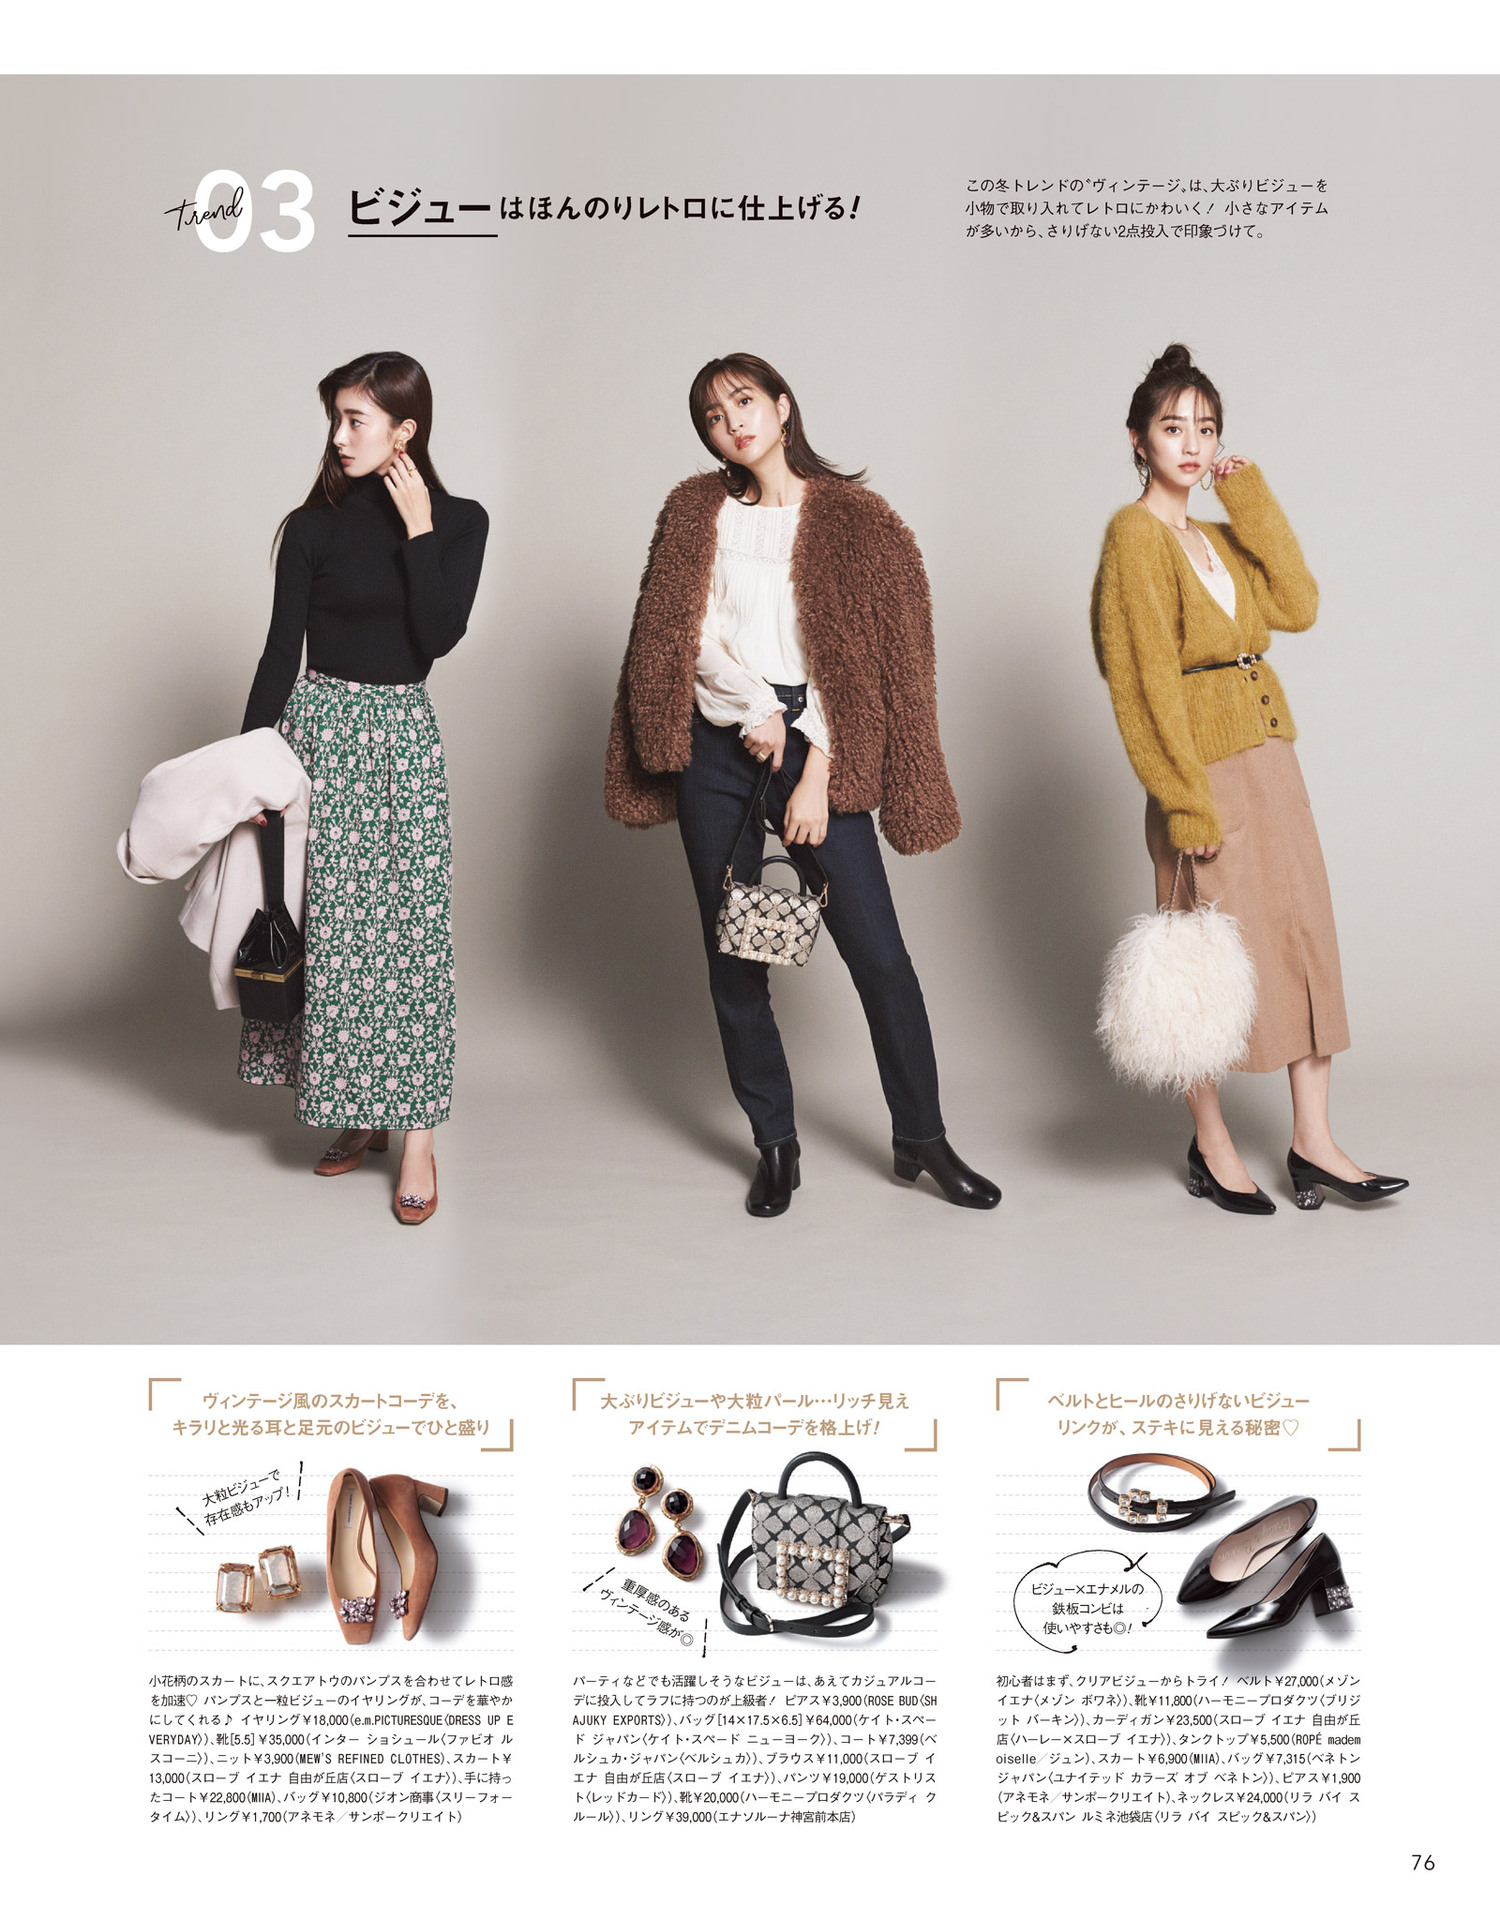 Trend 03
ビジューはほんのりレトロに仕上げる!
この冬トレンドの“ヴィンテージ”は、大ぶりビジューを
小物で取り入れてレトロにかわいく! 小さなアイテム
が多いから、さりげない2点投入で印象づけて。
ヴィンテージ風のスカートコーデを、
キラリと光る耳と足元のビジューでひと盛り
大粒ビジューで
存在感もアップ!
小花柄のスカートに、スクエアトウのパンプスを合わせてレトロ感
を加速♡ パンプスと一粒ビジューのイヤリングが、コーデを華やか
にしてくれる♪ イヤリング¥18,000(e.m.PICTURESQUE〈DRESS UP E
VERYDAY〉)、靴[5.5]¥35,000(インター ショシュール〈ファビオ ル
スコーニ〉)、ニット¥3,900(MEW'S REFINED CLOTHES)、スカート¥
13,000(スローブ イエナ 自由が丘店〈スローブ イエナ〉)、手に持っ
たコート¥22,800(MIIA)、バッグ¥10,800(ジオン商事〈スリーフォー
タイム〉)、リング¥1,700(アネモネ/サンポークリエイト)
大ぶりビジューや大粒パール…リッチ見え
アイテムでデニムコーデを格上げ!
重厚感のある
ヴィンテージ感が◎
パーティなどでも活躍しそうなビジューは、あえてカジュアルコー
デに投入してラフに持つのが上級者! ピアス¥3,900(ROSE BUD〈SH
AJUKY EXPORTS〉)、バッグ[14×17.5×6.5]¥64,000(ケイト・スペー
ド ジャパン〈ケイト・スペード ニューヨーク〉)、コート¥7,399(ベ
ルシュカ・ジャパン〈ベルシュカ〉)、ブラウス¥11,000(スローブ イ
エナ 自由が丘店〈スローブ イエナ〉)、パンツ¥19,000(ゲストリス
ト〈レッドカード〉)、靴¥20,000(ハーモニープロダクツ〈パラディ ク
ルール〉)、リング¥39,000(エナソルーナ神宮前本店)
ベルトとヒールのさりげないビジュー
リンクが、ステキに見える秘密♡
ビジュー×エナメルの
鉄板コンビは
使いやすさも◎!
初心者はまず、クリアビジューからトライ! ベルト¥27,000(メゾン
イエナ〈メゾン ボワネ〉)、靴¥11,800(ハーモニープロダクツ〈ブリジ
ット バーキン〉)、カーディガン¥23,500(スローブ イエナ 自由が丘
店〈ハーレー×スローブ イエナ〉)、タンクトップ¥5,500(ROPÉ madem
oiselle/ジュン)、スカート¥6,900(MIIA)、バッグ¥7,315(ベネトン
ジャパン〈ユナイテッド カラーズ オブ ベネトン〉)、ピアス¥1,900
(アネモネ/サンポークリエイト)、ネックレス¥24,000(リラ バイ ス
ピック&スパン ルミネ池袋店〈リラ バイ スピック&スパン〉)
76